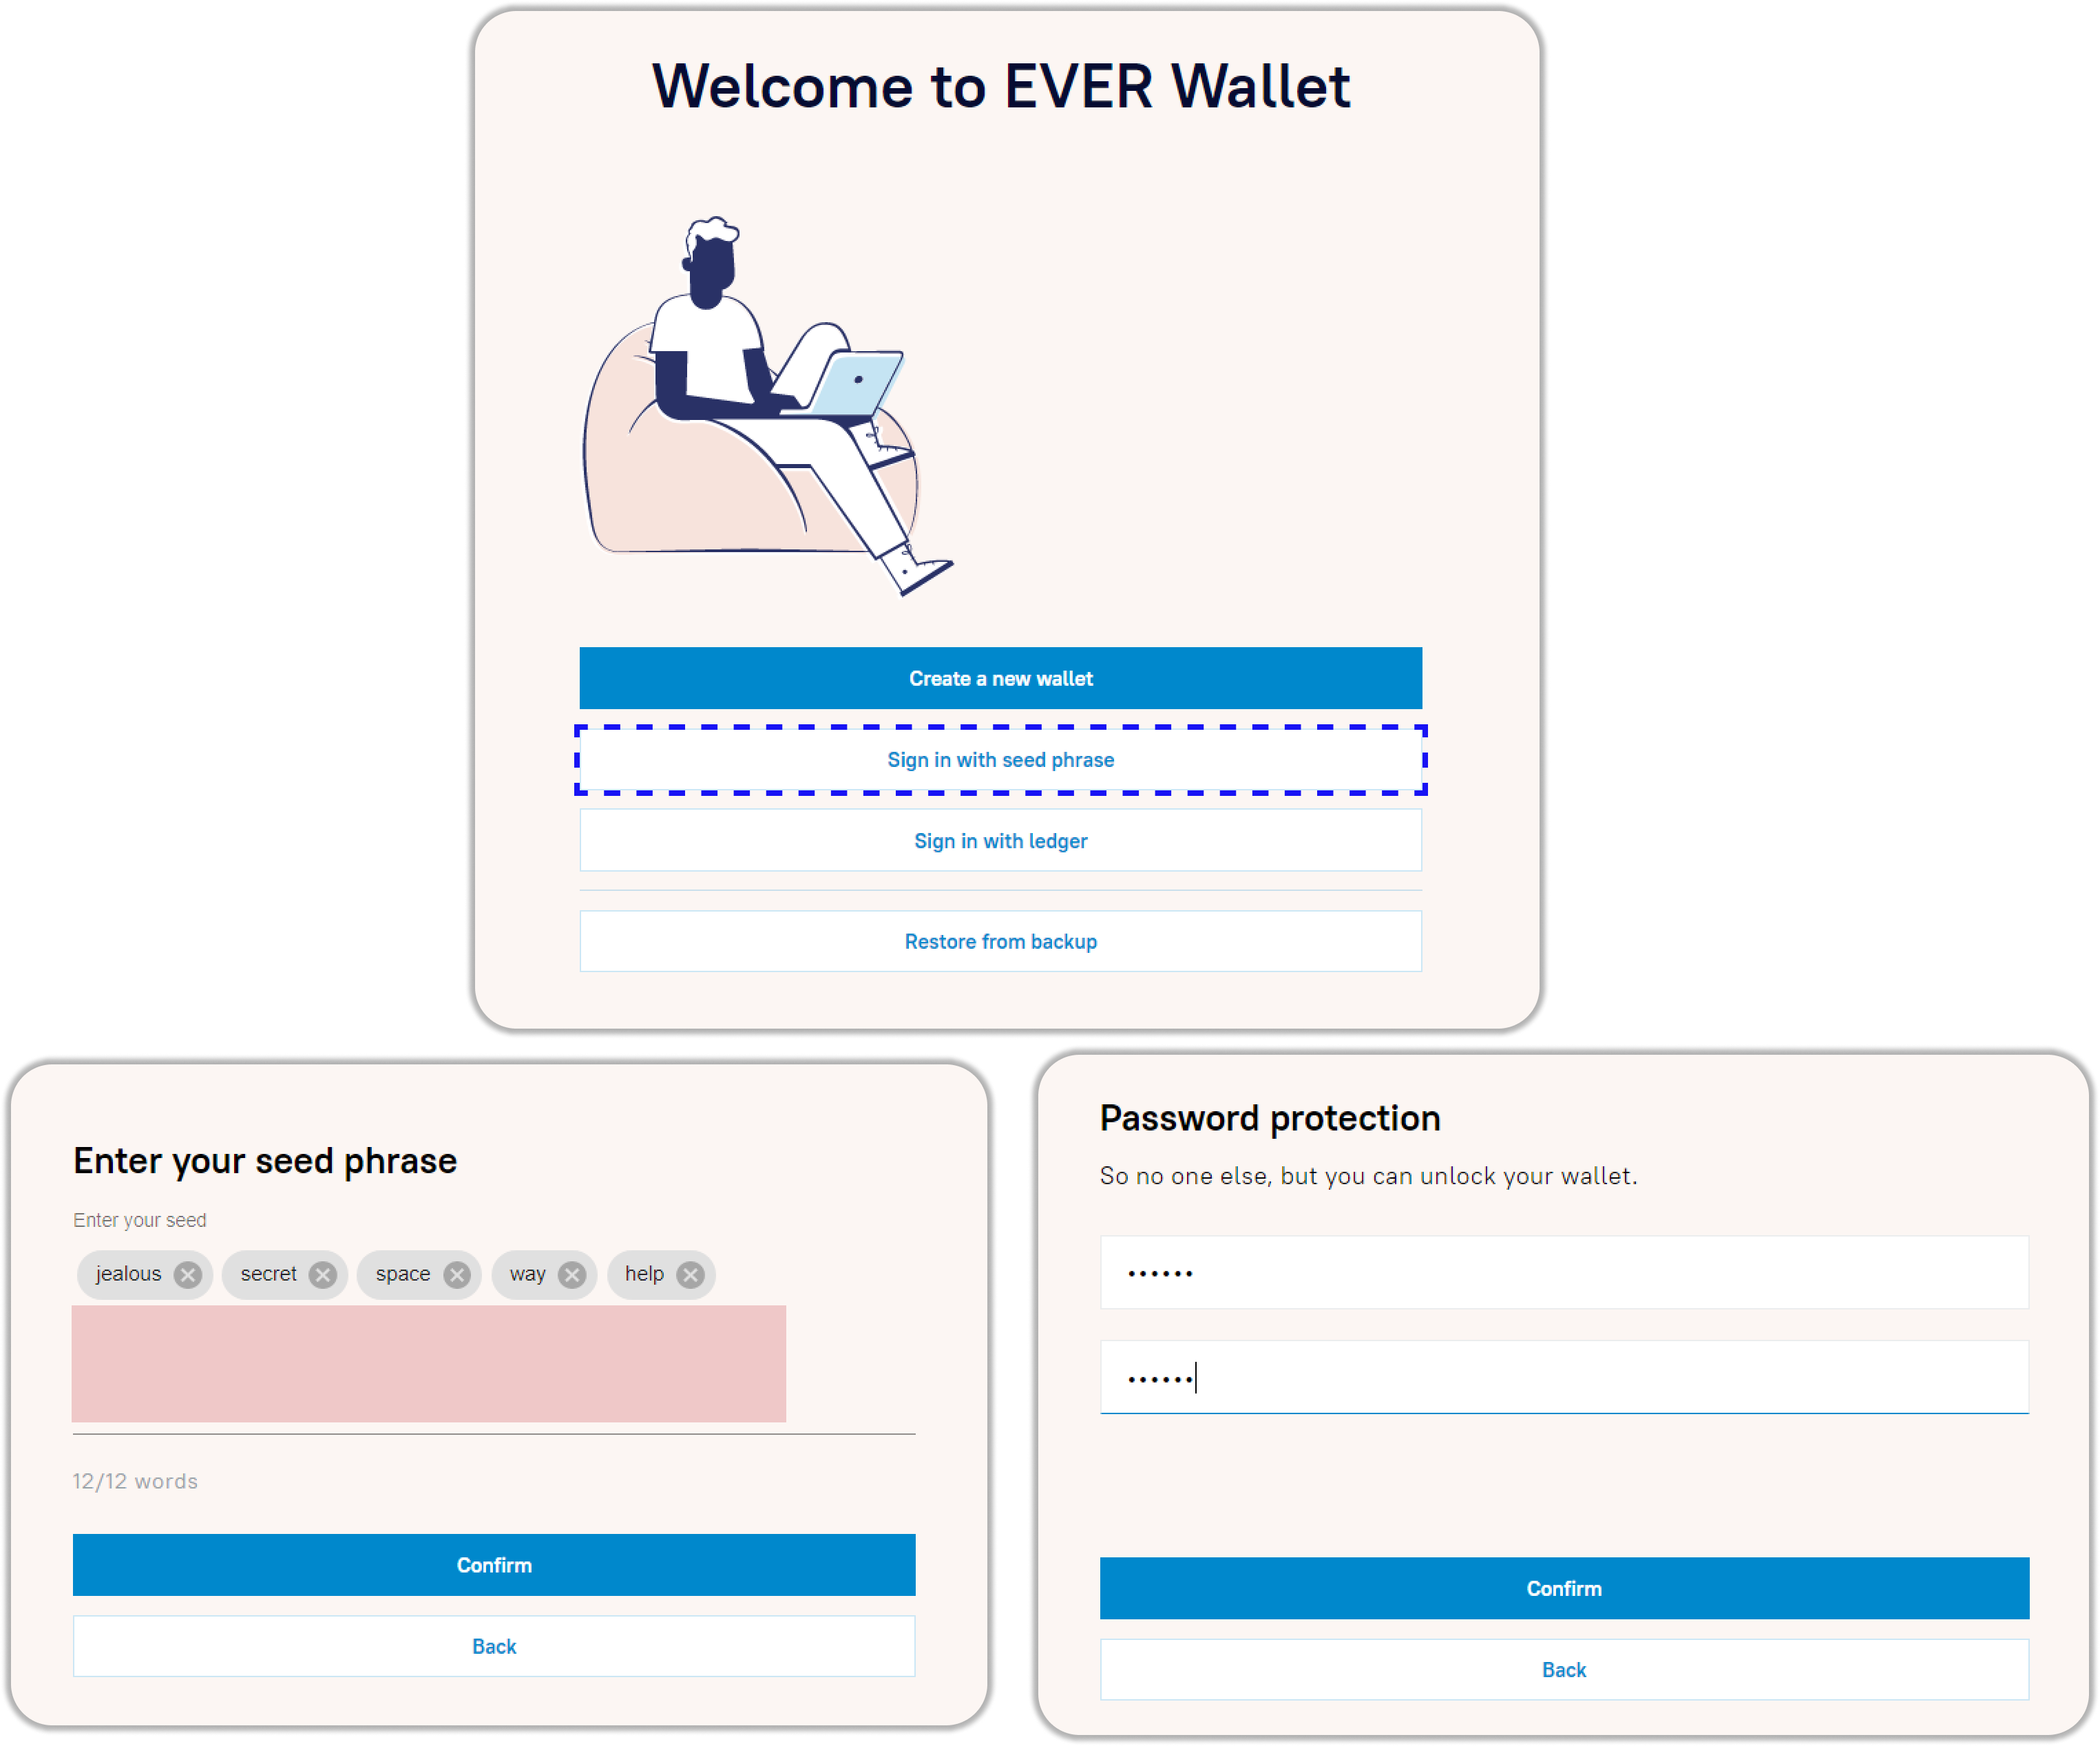 Welcome to EVER Wallet
Create a new wallet
Sign in with seed phrase
Sign in with ledger
Restore from backup
Enter your seed phrase
Enter your seed
jealous secret space way help
12/12 words
Confirm
Back
Password protection
So no one else, but you can unlock your wallet.
••••••
••••••
Confirm
Back